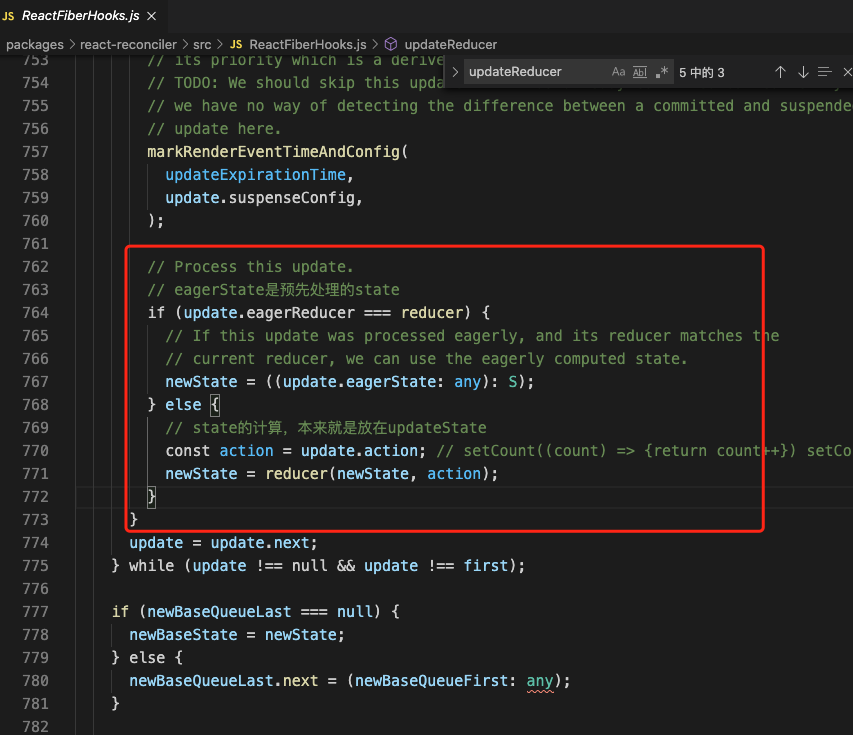 JS ReactFiberHooks.js ×
packages > react-reconciler > src > JS ReactFiberHooks.js > updateReducer
updateReducer Aa Ab .* 5 中的 3
753 // its priority which is a derive
754 // TODO: We should skip this upda
755 // we have no way of detecting the difference between a committed and suspende
756 // update here.
757 markRenderEventTimeAndConfig(
758 updateExpirationTime,
759 update.suspenseConfig,
760 );
761
762 // Process this update.
763 // eagerState是预先处理的state
764 if (update.eagerReducer === reducer) {
765 // If this update was processed eagerly, and its reducer matches the
766 // current reducer, we can use the eagerly computed state.
767 newState = ((update.eagerState: any): S);
768 } else {
769 // state的计算，本来就是放在updateState
770 const action = update.action; // setCount((count) => {return count++}) setCo
771 newState = reducer(newState, action);
772 }
773 }
774 update = update.next;
775 } while (update !== null && update !== first);
776
777 if (newBaseQueueLast === null) {
778 newBaseState = newState;
779 } else {
780 newBaseQueueLast.next = (newBaseQueueFirst: any);
781 }
782